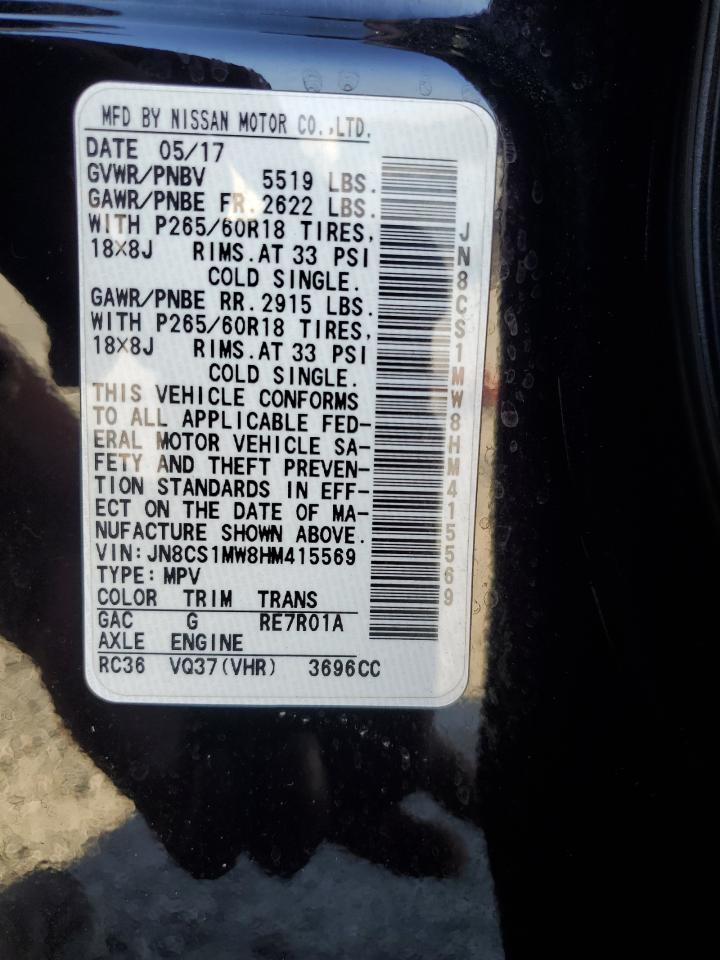 MFD BY NISSAN MOTOR CO.,LTD.
DATE 05/17
GVWR/PNBV 5519 LBS.
GAWR/PNBE FR.2622 LBS.
WITH P265/60R18 TIRES,
18X8J RIMS.AT 33 PSI
COLD SINGLE.
GAWR/PNBE RR.2915 LBS.
WITH P265/60R18 TIRES,
18X8J RIMS.AT 33 PSI
COLD SINGLE.
THIS VEHICLE CONFORMS
TO ALL APPLICABLE FED-
ERAL MOTOR VEHICLE SA-
FETY AND THEFT PREVEN-
TION STANDARDS IN EFF-
ECT ON THE DATE OF MA-
NUFACTURE SHOWN ABOVE.
VIN:JN8CS1MW8HM415569
TYPE:MPV
COLOR TRIM TRANS
GAC G RE7R01A
AXLE ENGINE
RC36 VQ37(VHR) 3696CC
JN8CS1MW8HM415569